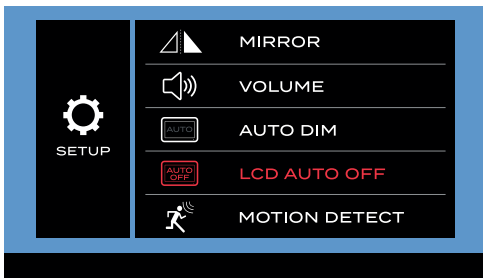 SETUP
MIRROR
VOLUME
AUTO
AUTO DIM
AUTO
OFF
LCD AUTO OFF
MOTION DETECT